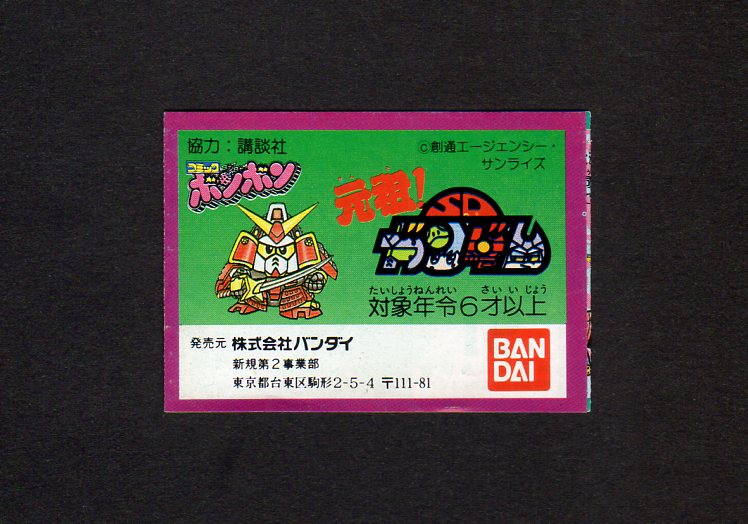 協力：講談社
©創通エージェンシー・
サンライズ
コミック
ボンボン
元祖！
SD
ガンダム
たいしょうねんれい さい いじょう
対象年令6才以上
発売元 株式会社バンダイ
新規第2事業部
東京都台東区駒形2-5-4 〒111-81
BAN
DAI